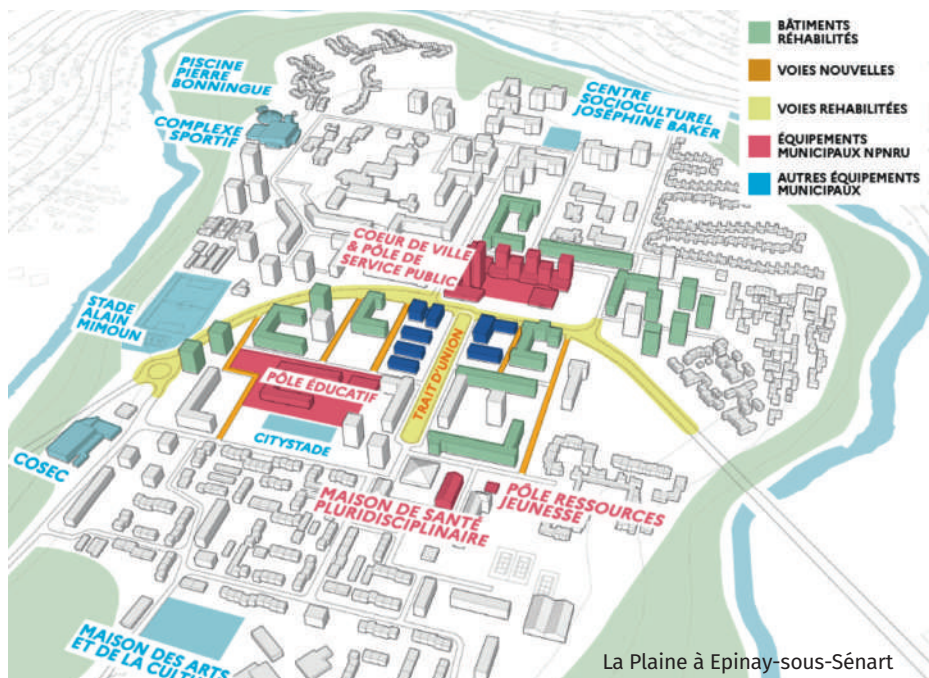 BÂTIMENTS
RÉHABILITÉS
VOIES NOUVELLES
VOIES REHABILITÉES
ÉQUIPEMENTS
MUNICIPAUX NPNRU
AUTRES ÉQUIPEMENTS
MUNICIPAUX
PISCINE
PIERRE
BONNINGUE
COMPLEXE
SPORTIF
CENTRE
SOCIOCULTUREL
JOSÉPHINE BAKER
COEUR DE VILLE
& PÔLE DE
SERVICE PUBLIC
STADE
ALAIN
MIMOUN
TRAIT D'UNION
PÔLE ÉDUCATIF
CITYSTADE
COSEC
MAISON DE SANTÉ
PLURIDISCIPLINAIRE
PÔLE RESSOURCES
JEUNESSE
MAISON DES ARTS
ET DE LA CULT
La Plaine à Epinay-sous-Sénart